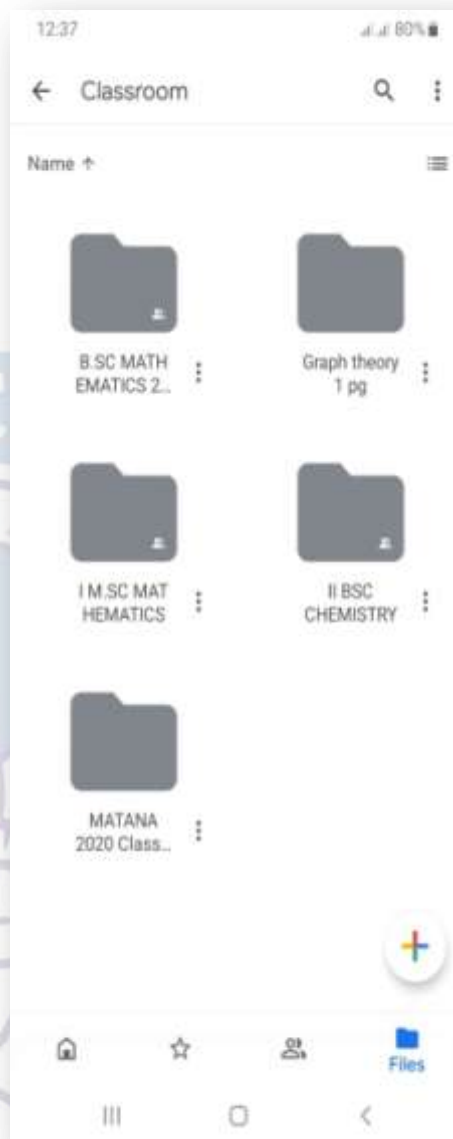 12:37 80%
Classroom
Name ↑
B.SC MATH
EMATICS 2...
Graph theory
1 pg
I M.SC MAT
HEMATICS
II BSC
CHEMISTRY
MATANA
2020 Class...
Files